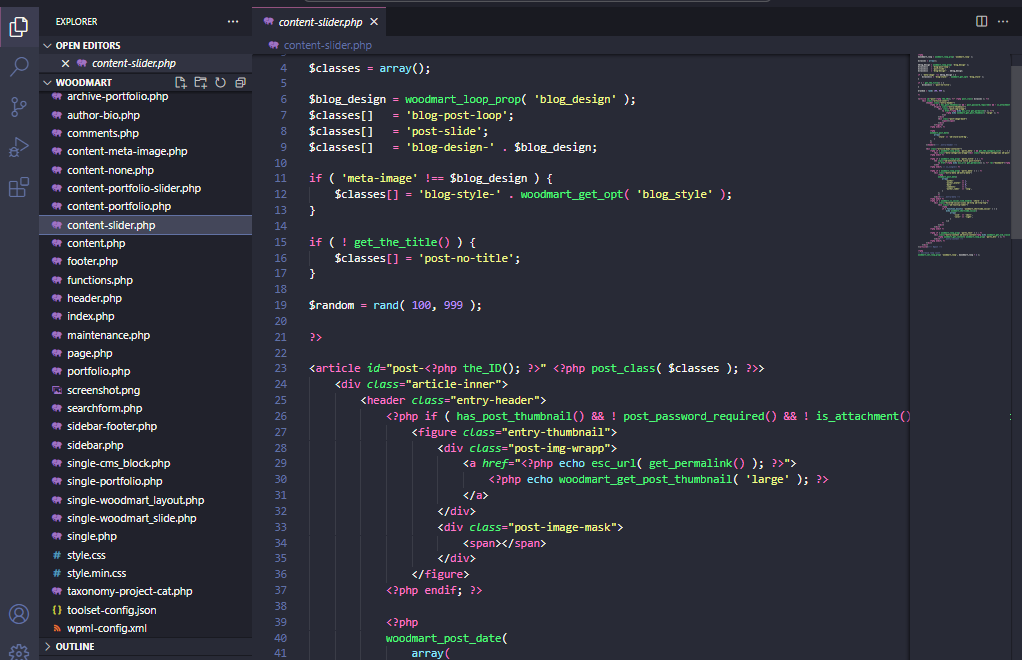 EXPLORER
OPEN EDITORS
content-slider.php
WOODMART
archive-portfolio.php
author-bio.php
comments.php
content-meta-image.php
content-none.php
content-portfolio-slider.php
content-portfolio.php
content-slider.php
content.php
footer.php
functions.php
header.php
index.php
maintenance.php
page.php
portfolio.php
screenshot.png
searchform.php
sidebar-footer.php
sidebar.php
single-cms_block.php
single-portfolio.php
single-woodmart_layout.php
single-woodmart_slide.php
single.php
# style.css
# style.min.css
taxonomy-project-cat.php
{} toolset-config.json
wpml-config.xml
OUTLINE
content-slider.php
content-slider.php
4 $classes = array();
5
6 $blog_design = woodmart_loop_prop( 'blog_design' );
7 $classes[]   = 'blog-post-loop';
8 $classes[]   = 'post-slide';
9 $classes[]   = 'blog-design-' . $blog_design;
10
11 if ( 'meta-image' !== $blog_design ) {
12     $classes[] = 'blog-style-' . woodmart_get_opt( 'blog_style' );
13 }
14
15 if ( ! get_the_title() ) {
16     $classes[] = 'post-no-title';
17 }
18
19 $random = rand( 100, 999 );
20
21 ?>
22
23 <article id="post-<?php the_ID(); ?>" <?php post_class( $classes ); ?>>
24     <div class="article-inner">
25         <header class="entry-header">
26             <?php if ( has_post_thumbnail() && ! post_password_required() && ! is_attachment()
27                 <figure class="entry-thumbnail">
28                     <div class="post-img-wrapp">
29                         <a href="<?php echo esc_url( get_permalink() ); ?>">
30                             <?php echo woodmart_get_post_thumbnail( 'large' ); ?>
31                         </a>
32                     </div>
33                     <div class="post-image-mask">
34                         <span></span>
35                     </div>
36                 </figure>
37             <?php endif; ?>
38
39             <?php
40             woodmart_post_date(
41                 array(